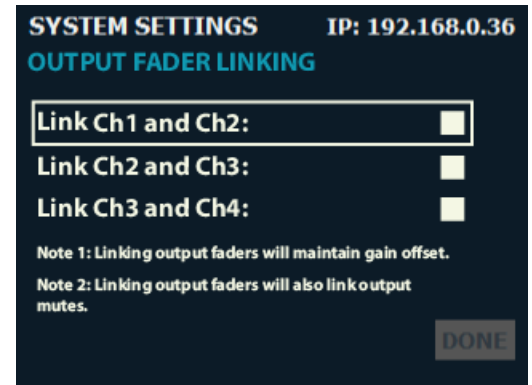 SYSTEM SETTINGS IP: 192.168.0.36
OUTPUT FADER LINKING
Link Ch1 and Ch2:
Link Ch2 and Ch3:
Link Ch3 and Ch4:
Note 1: Linking output faders will maintain gain offset.
Note 2: Linking output faders will also link output
mutes.
DONE